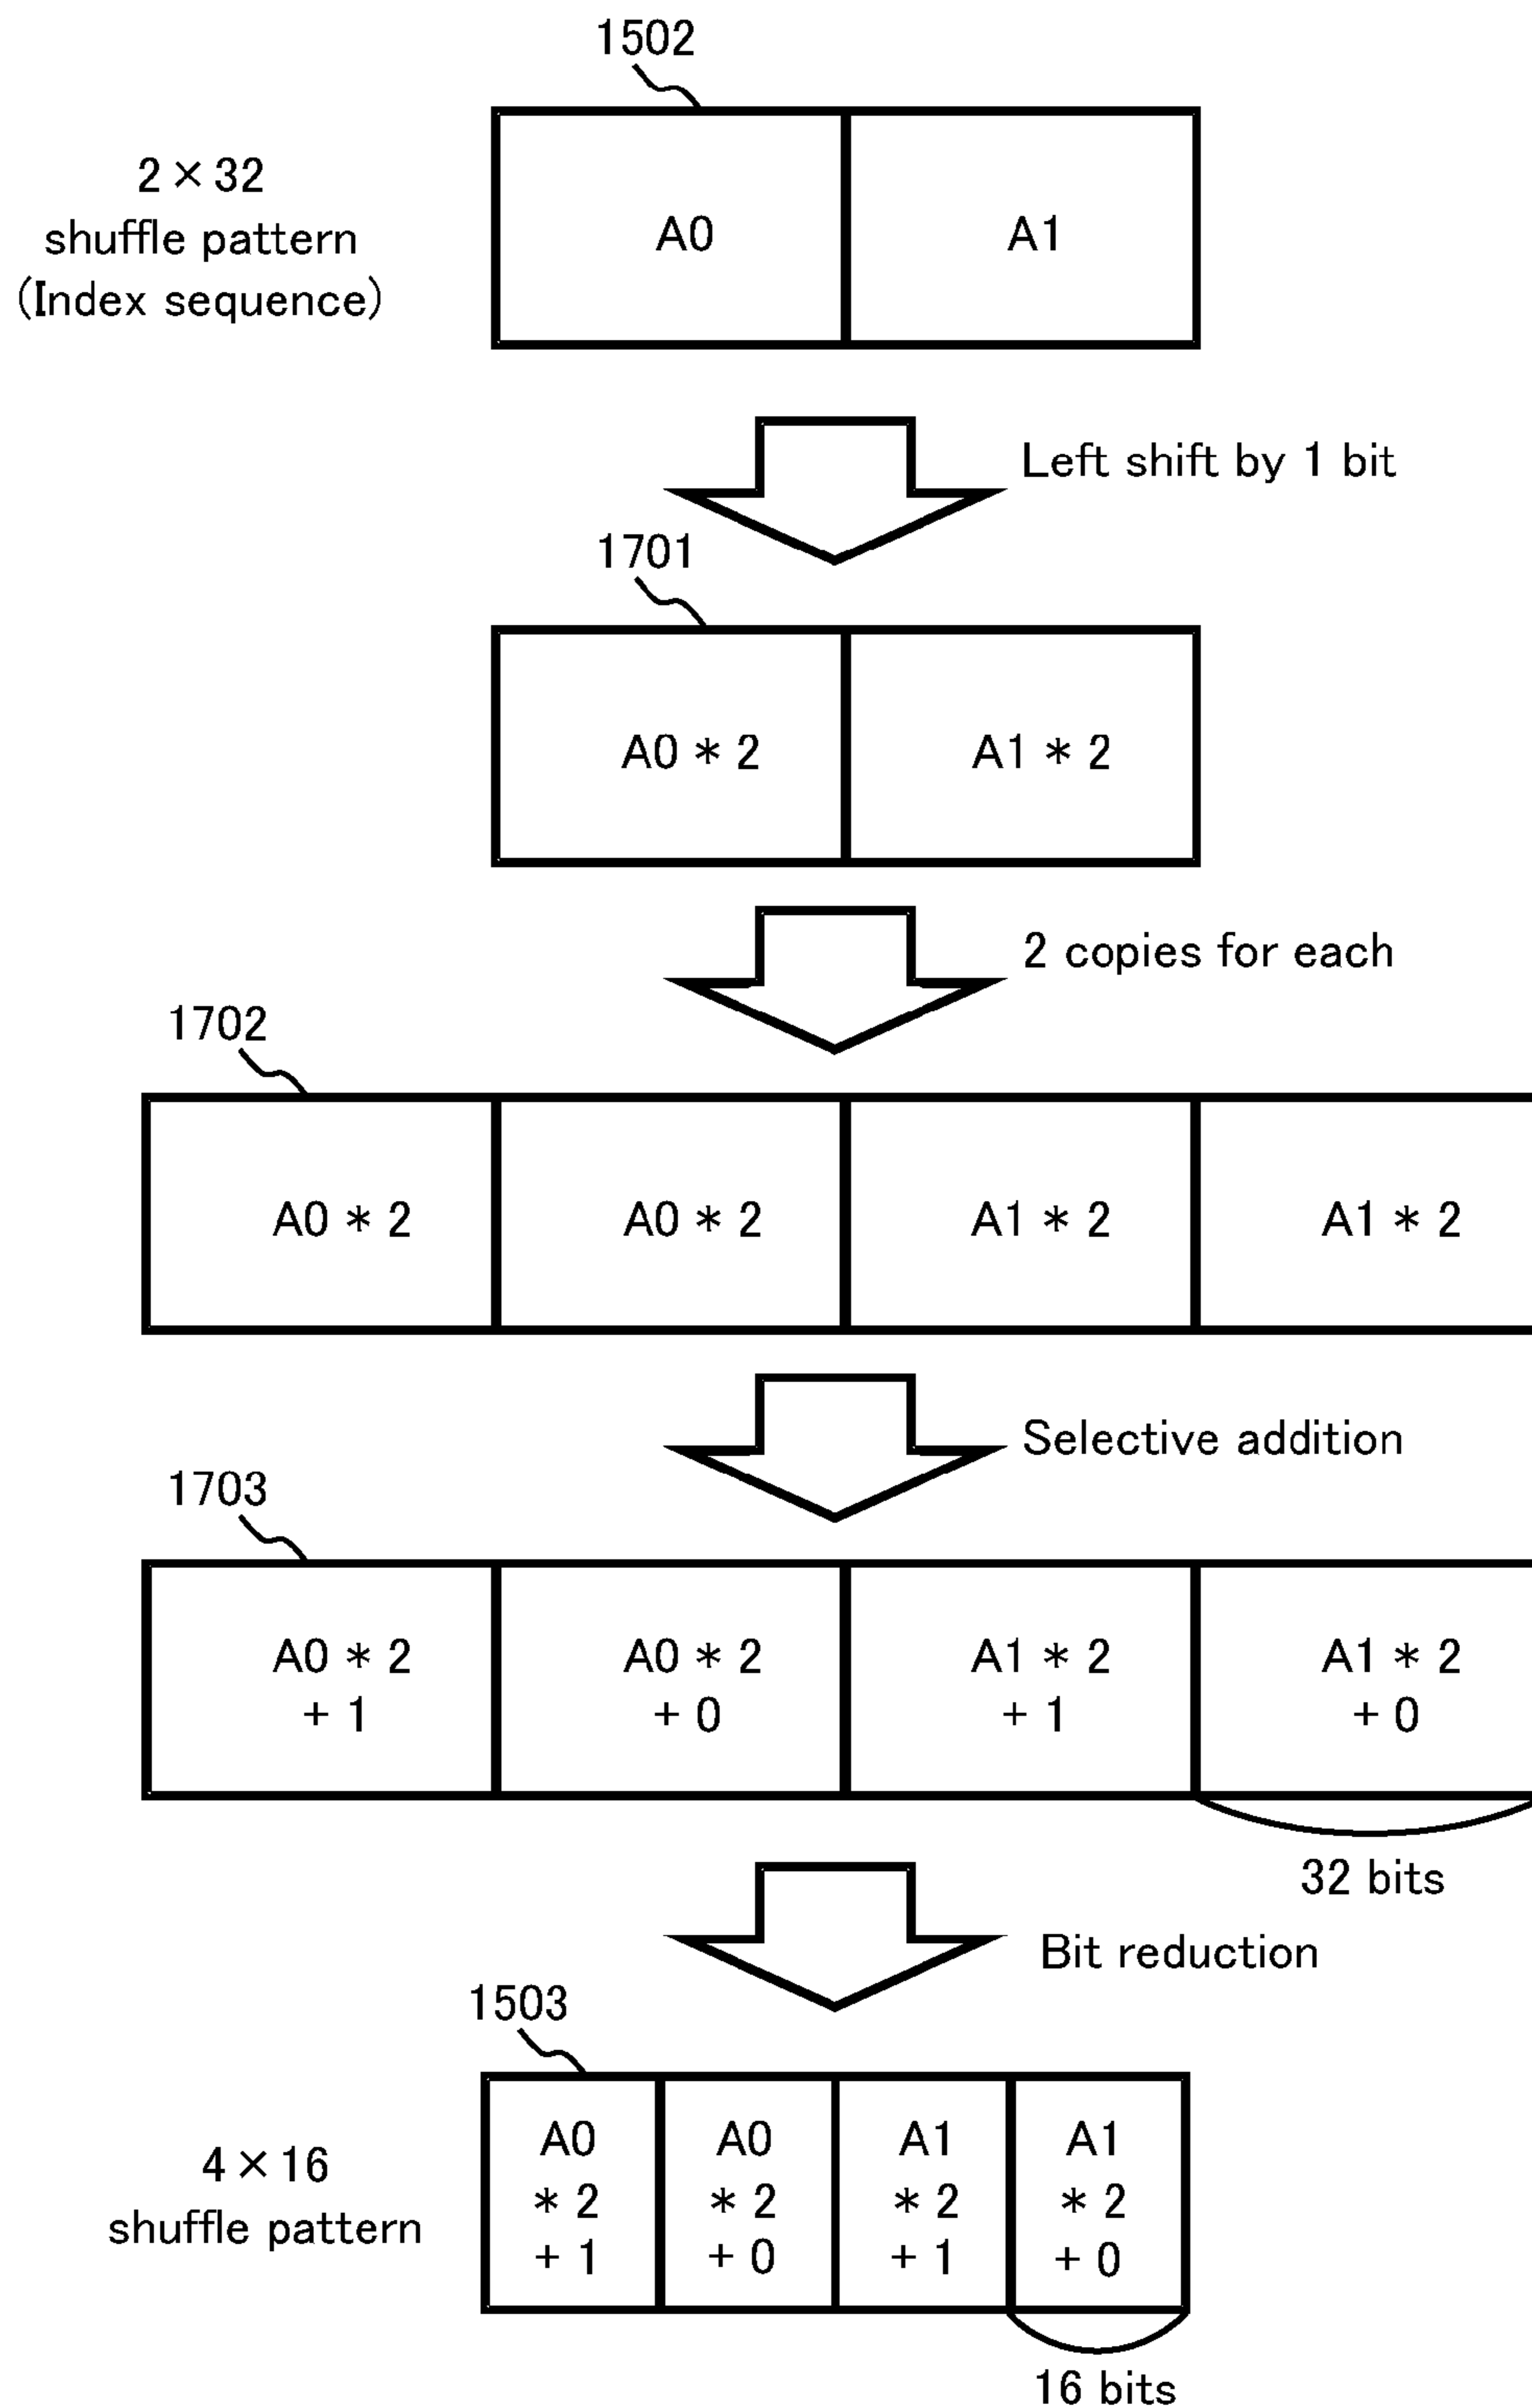 1502
2 × 32
shuffle pattern
(Index sequence)
A0 A1
Left shift by 1 bit
1701
A0 * 2 A1 * 2
2 copies for each
1702
A0 * 2 A0 * 2 A1 * 2 A1 * 2
Selective addition
1703
A0 * 2 A0 * 2 A1 * 2 A1 * 2
+ 1 + 0 + 1 + 0
32 bits
Bit reduction
1503
4 × 16
shuffle pattern
A0 A0 A1 A1
* 2 * 2 * 2 * 2
+ 1 + 0 + 1 + 0
16 bits